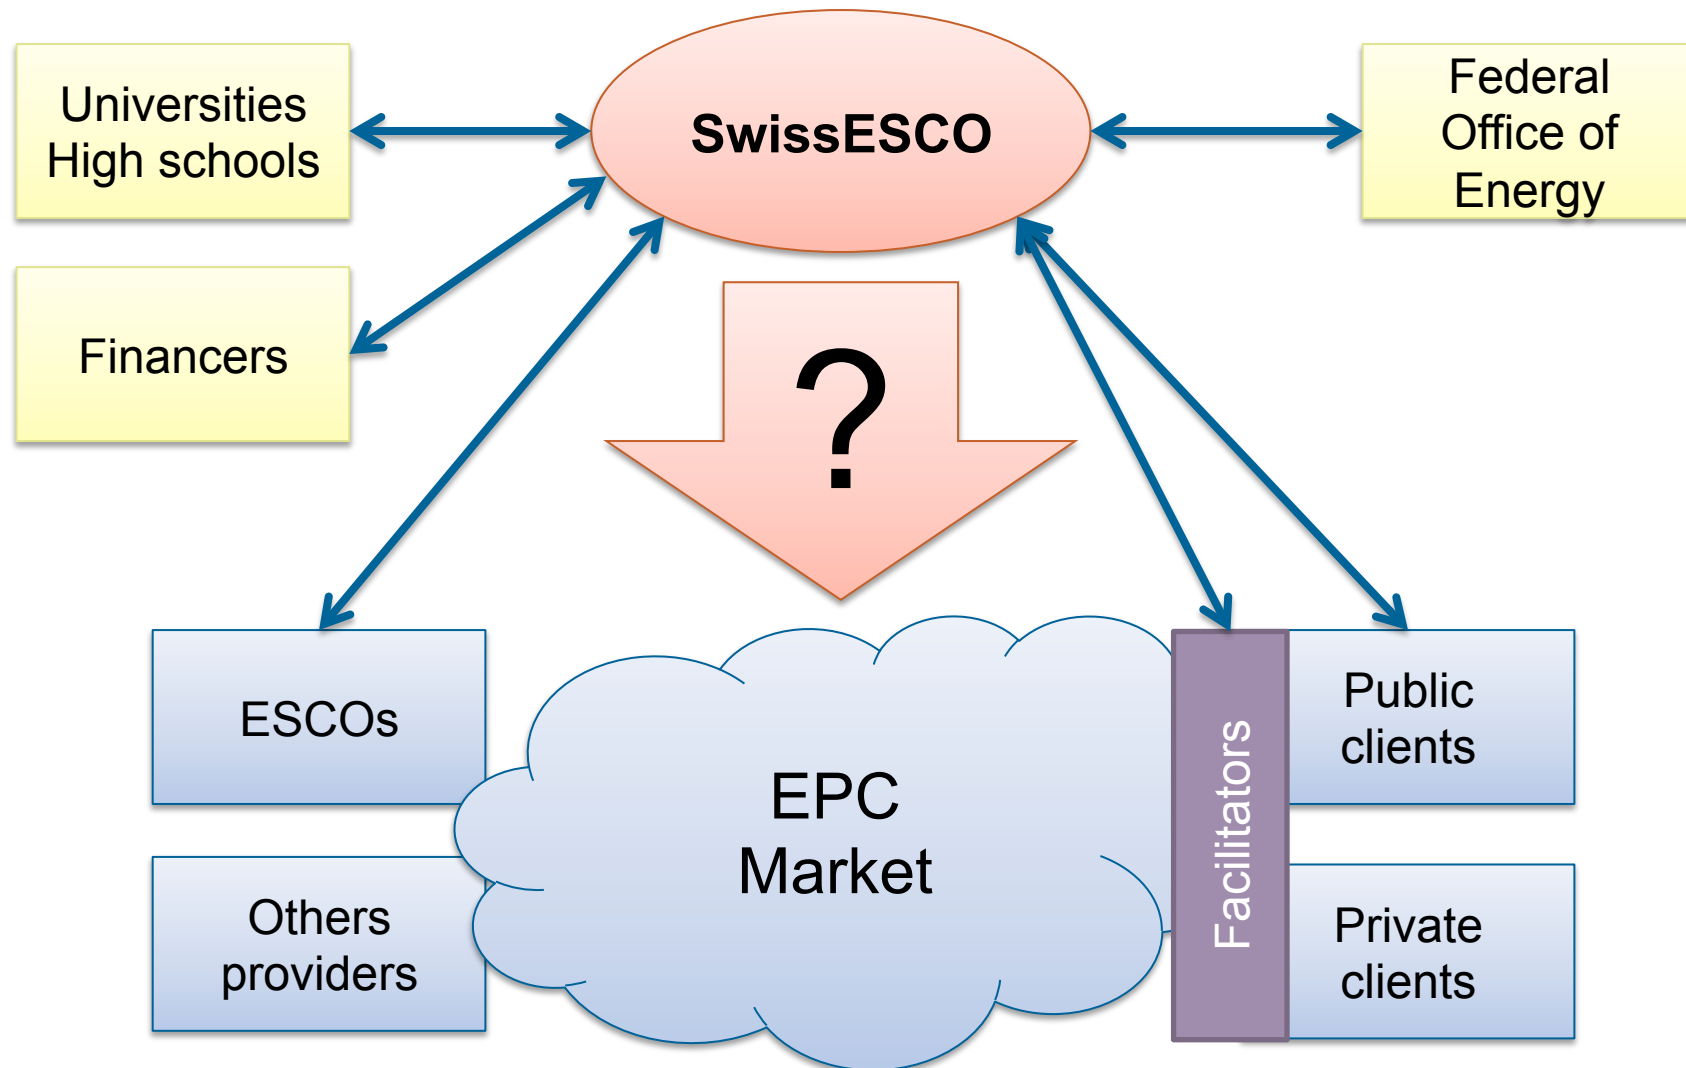 Universities
High schools
SwissESCO
Federal
Office of
Energy
Financers
?
ESCOs
EPC
Market
Facilitators
Public
clients
Others
providers
Private
clients